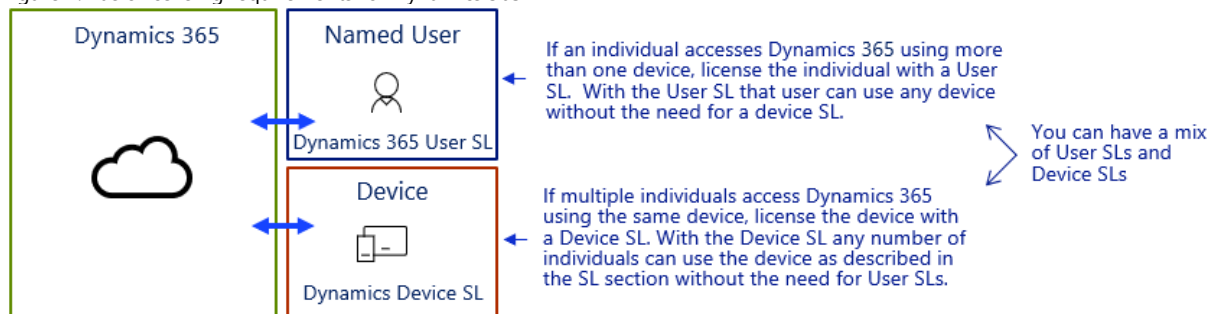 Dynamics 365
Named User
Dynamics 365 User SL
If an individual accesses Dynamics 365 using more
than one device, license the individual with a User
SL.  With the User SL that user can use any device
without the need for a device SL.
Device
Dynamics Device SL
If multiple individuals access Dynamics 365
using the same device, license the device with
a Device SL. With the Device SL any number of
individuals can use the device as described in
the SL section without the need for User SLs.
You can have a mix
of User SLs and
Device SLs